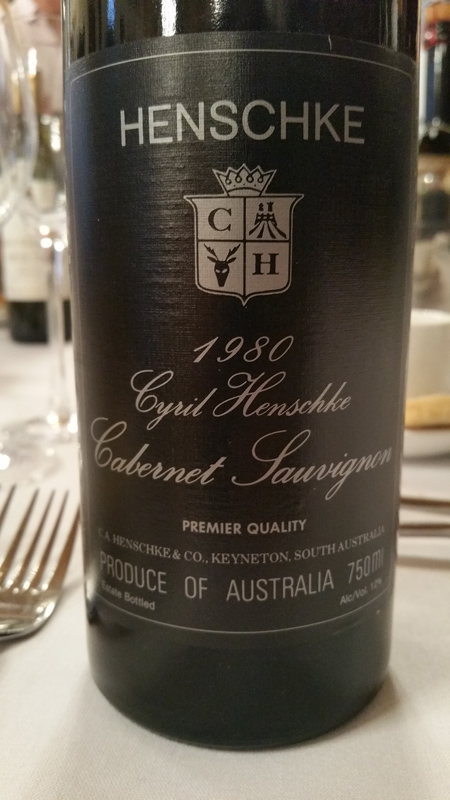 HENSCHKE
C
H
1980
Cyril Henschke
Cabernet Sauvignon
PREMIER QUALITY
C.A. HENSCHKE & CO., KEYNETON, SOUTH AUSTRALIA
PRODUCE OF AUSTRALIA 750ml
Estate Bottled Alc/Vol. 12%